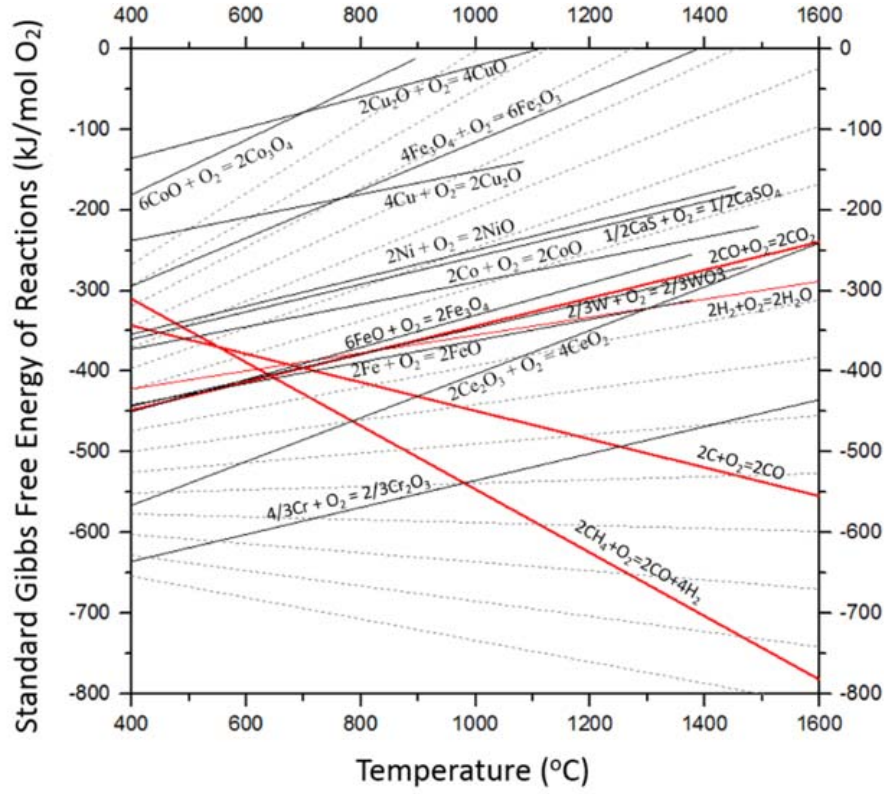 400 600 800 1000 1200 1400 1600
0 0
-100 -100
-200 -200
-300 -300
-400 -400
-500 -500
-600 -600
-700 -700
-800 -800
400 600 800 1000 1200 1400 1600
Standard Gibbs Free Energy of Reactions (kJ/mol O₂)
Temperature (°C)
2Cu₂O + O₂= 4CuO
6CoO + O₂ = 2Co₃O₄
4Fe₃O₄ + O₂ = 6Fe₂O₃
4Cu + O₂ = 2Cu₂O
2Ni + O₂ = 2NiO
1/2CaS + O₂ = 1/2CaSO₄
2Co + O₂ = 2CoO
2CO+O₂=2CO₂
6FeO + O₂ = 2Fe₃O₄
2/3W + O₂ = 2/3WO3
2H₂+O₂=2H₂O
2Fe + O₂ = 2FeO
2Ce₂O₃ + O₂ = 4CeO₂
2C+O₂=2CO
4/3Cr + O₂ = 2/3Cr₂O₃
2CH₄+O₂=2CO+4H₂